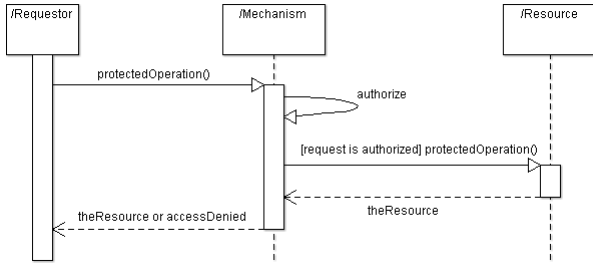 /Requestor
/Mechanism
/Resource
protectedOperation()
authorize
[request is authorized] protectedOperation()
theResource
theResource or accessDenied